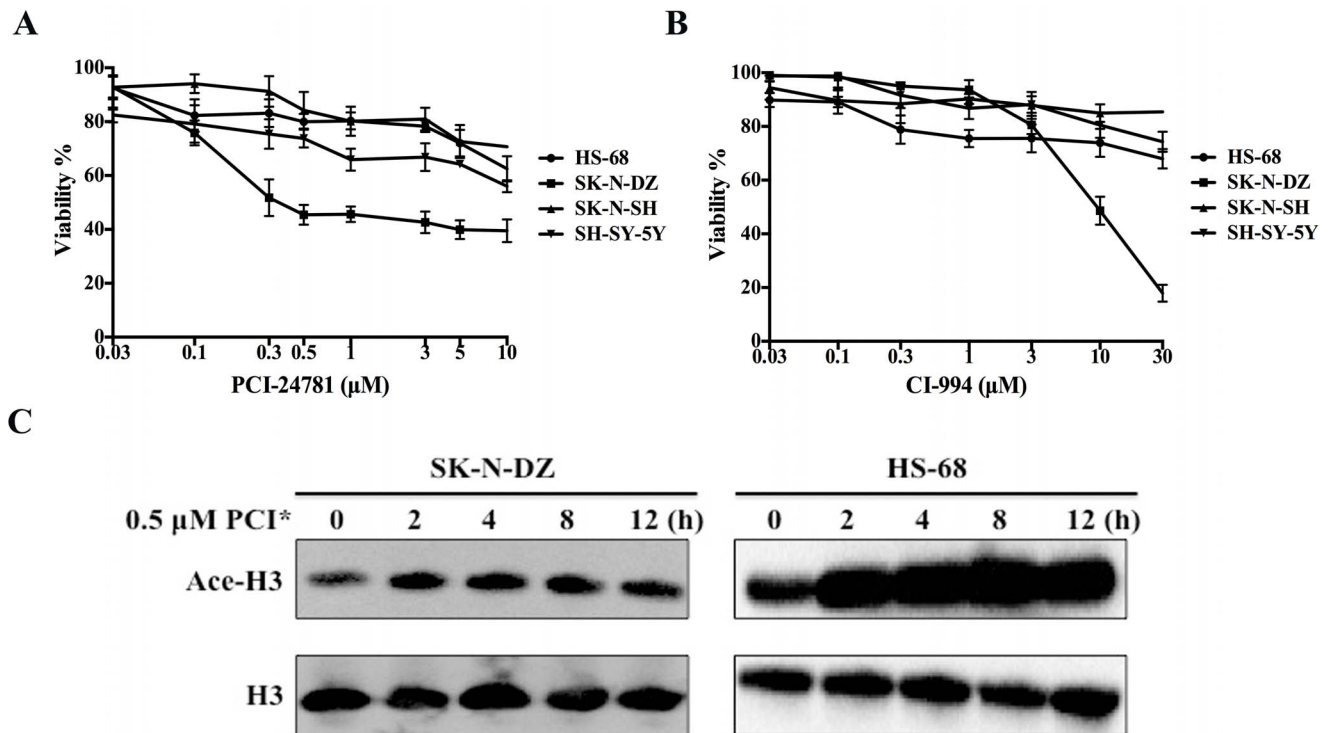 A
100
80
60
40
20
0
Viability %
0.03 0.1 0.3 0.5 1 3 5 10
PCI-24781 (μM)
HS-68
SK-N-DZ
SK-N-SH
SH-SY-5Y
B
100
80
60
40
20
0
Viability %
0.03 0.1 0.3 1 3 10 30
CI-994 (μM)
HS-68
SK-N-DZ
SK-N-SH
SH-SY-5Y
C
SK-N-DZ HS-68
0.5 μM PCI* 0 2 4 8 12 (h) 0 2 4 8 12 (h)
Ace-H3
H3